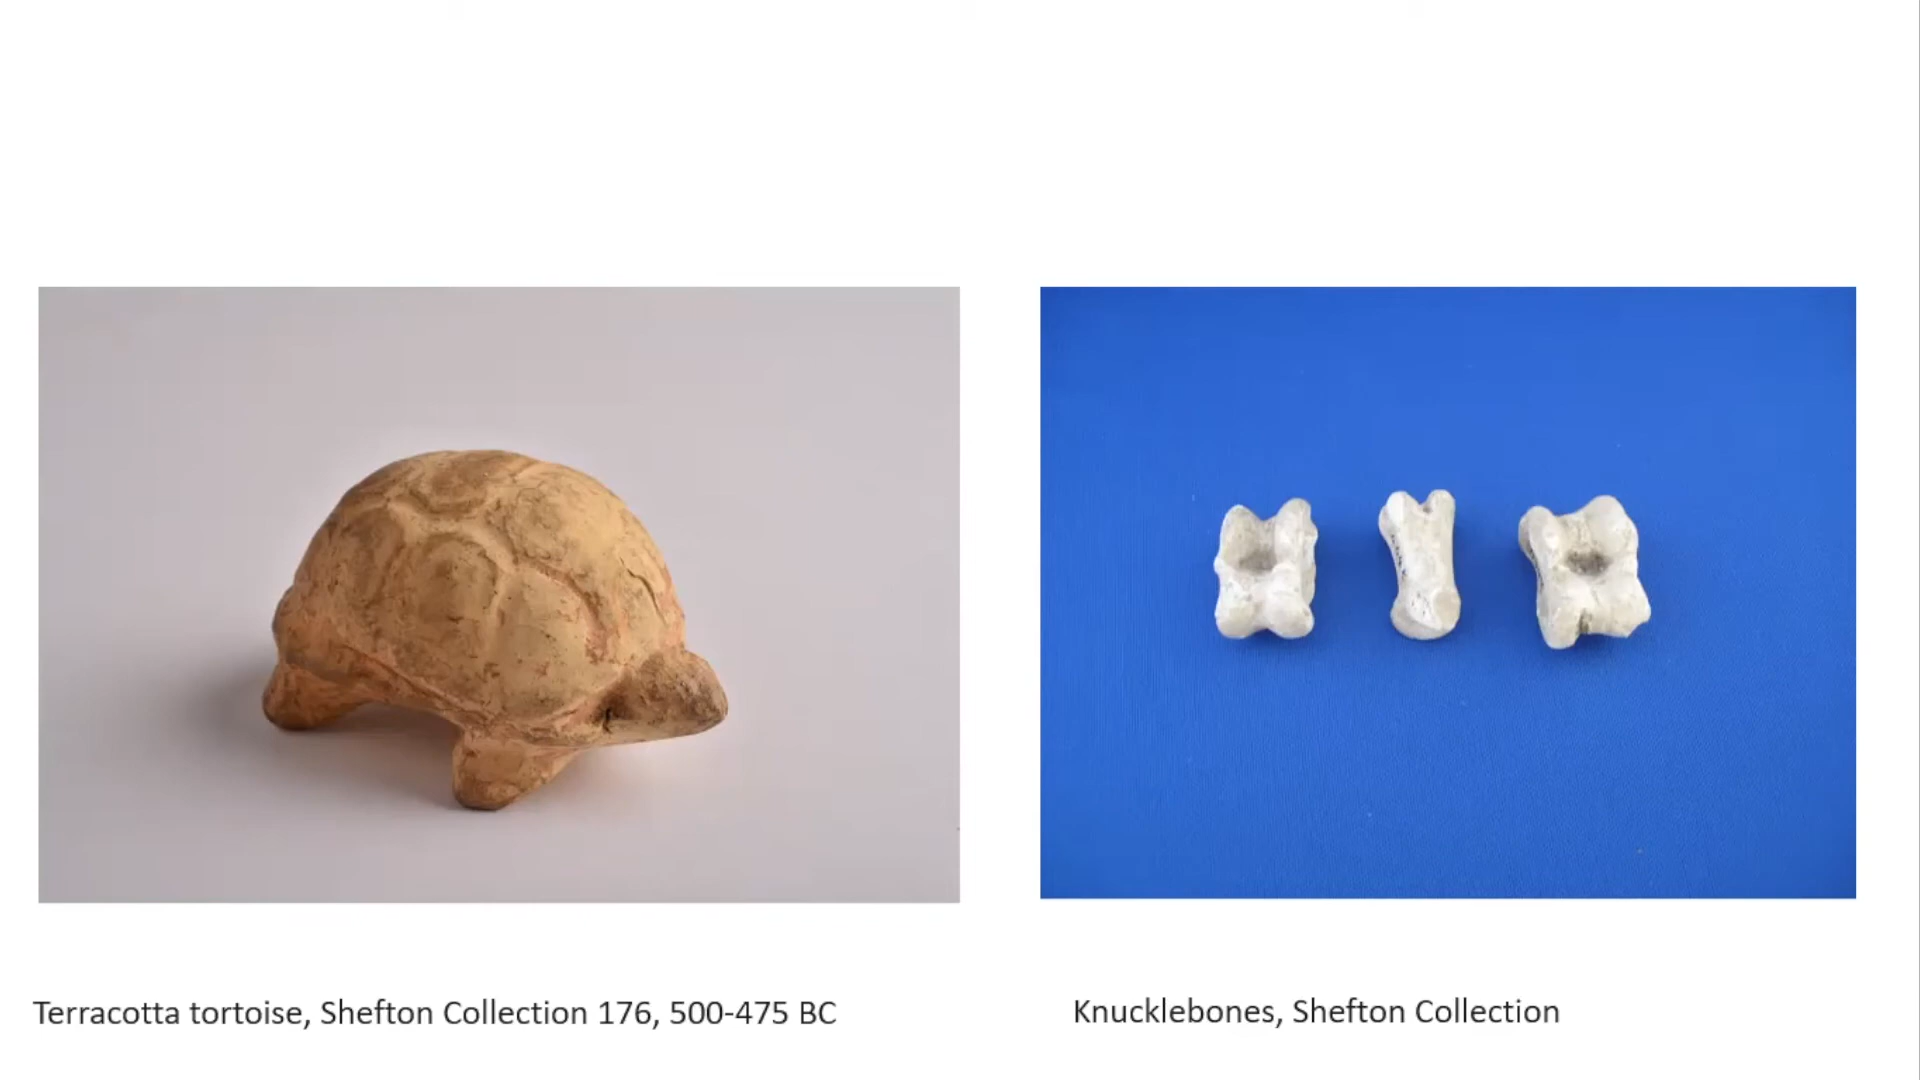 Terracotta tortoise, Shefton Collection 176, 500-475 BC
Knucklebones, Shefton Collection